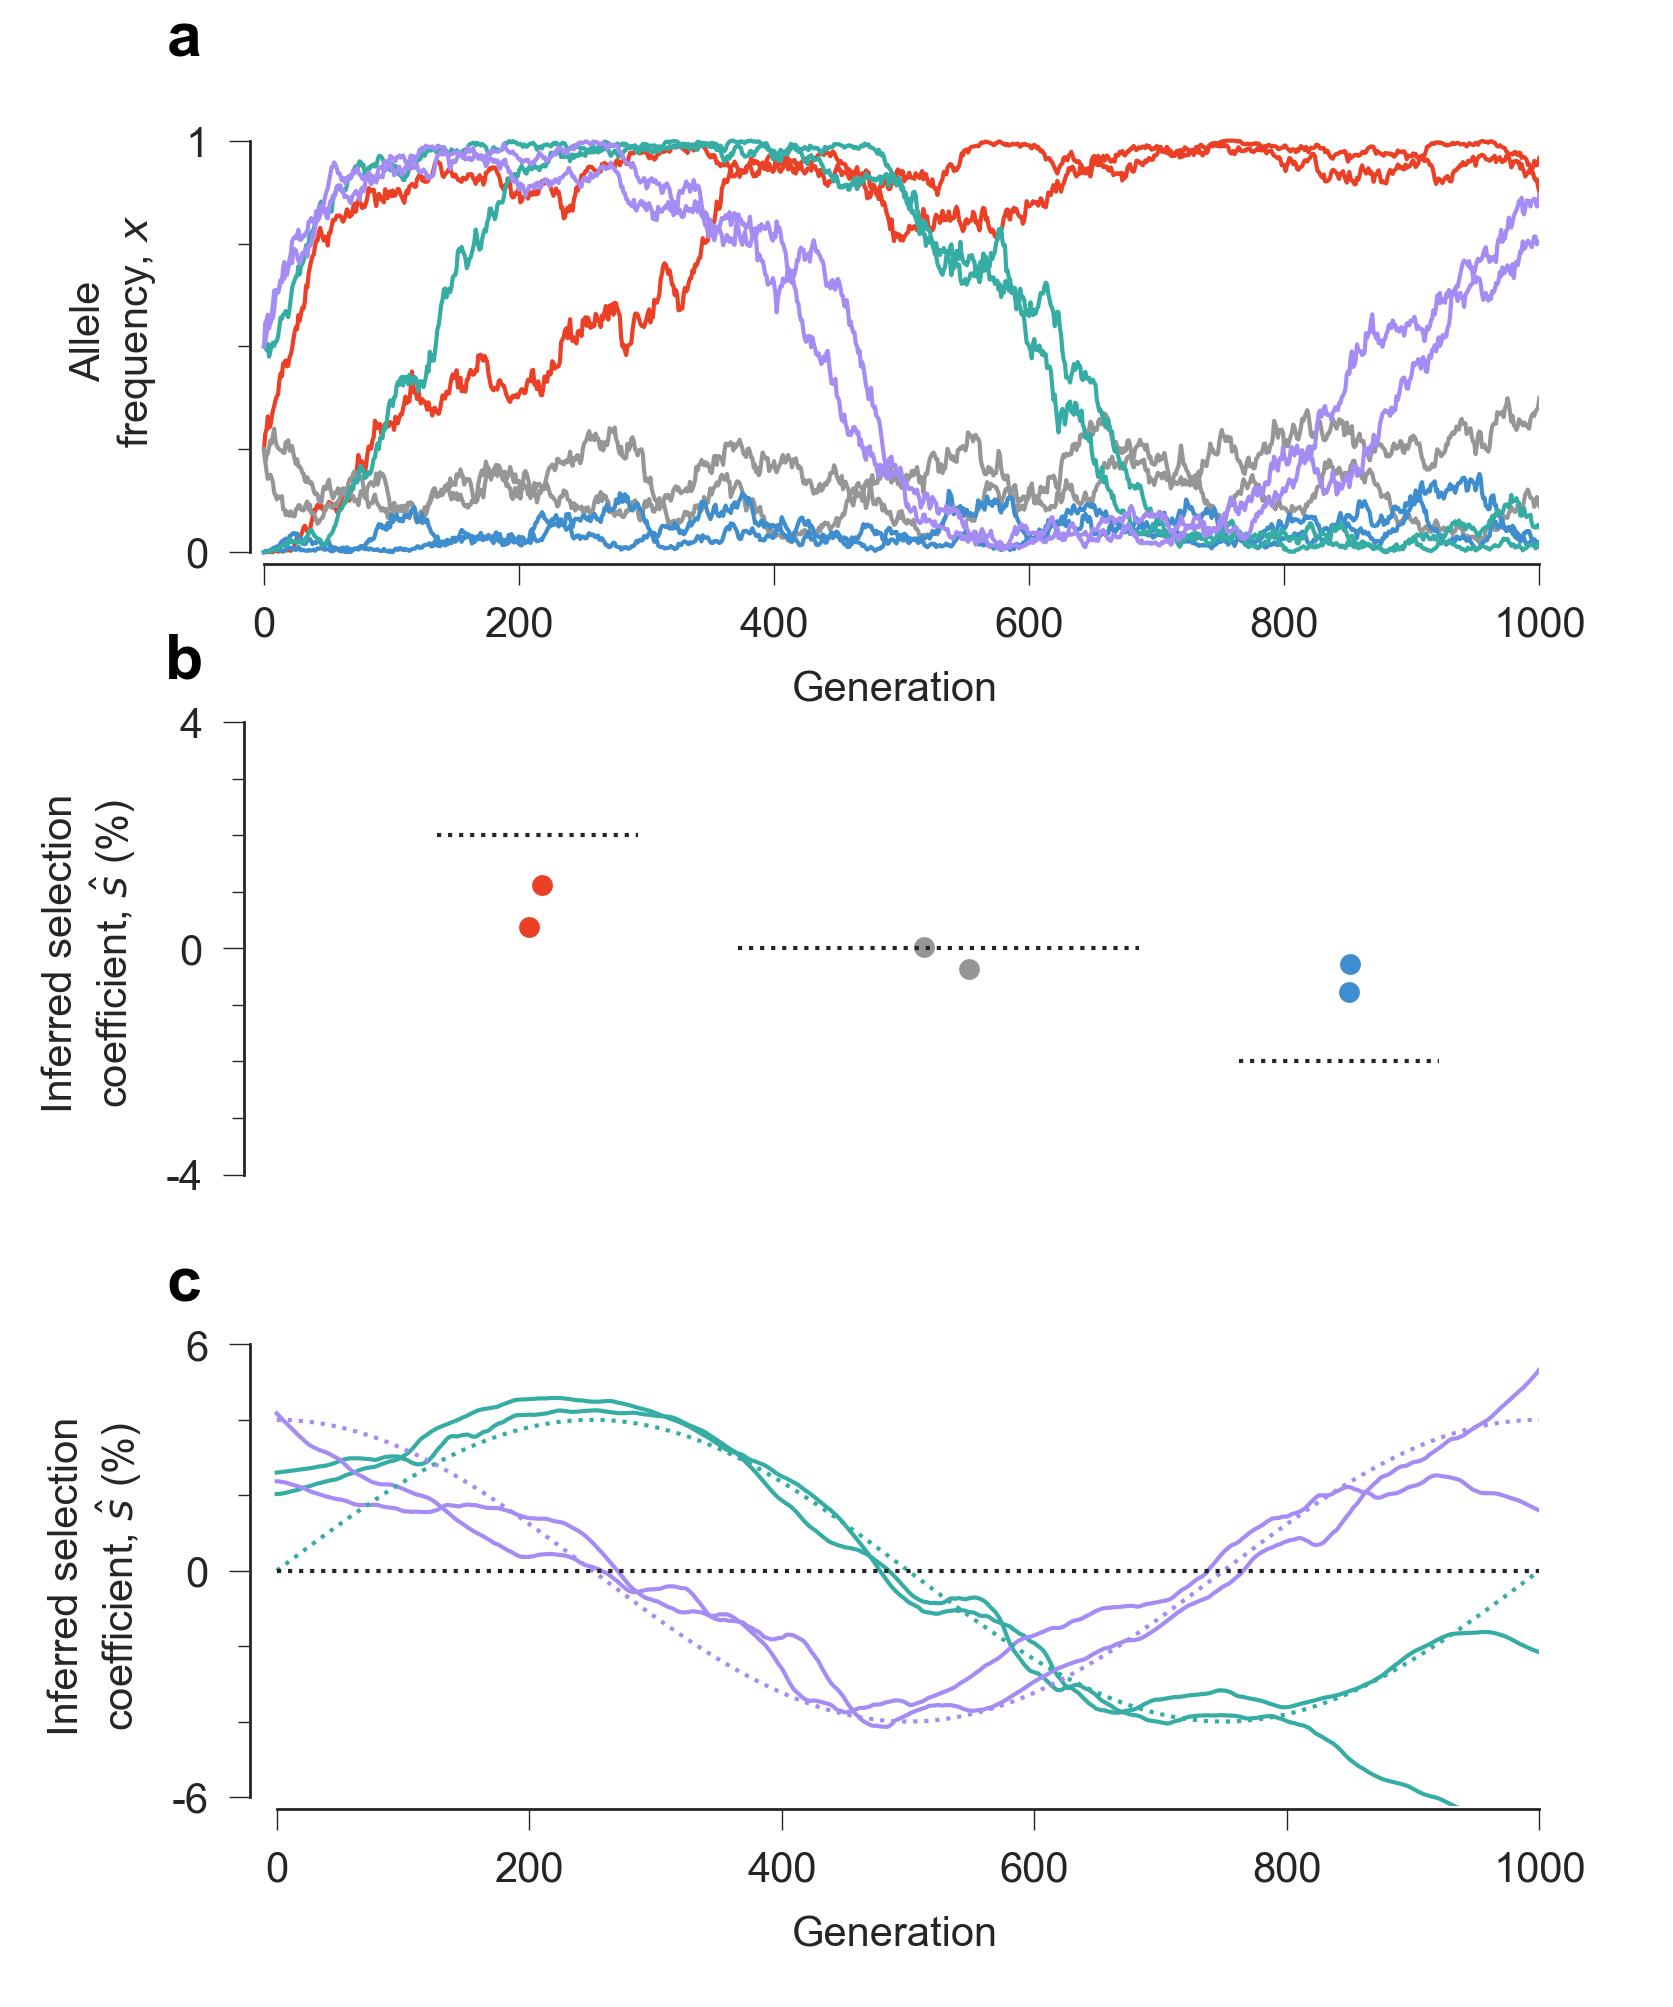 a
1
0
Allele
frequency, x
0 200 400 600 800 1000
Generation
b
4
0
-4
Inferred selection
coefficient, ŝ (%)
c
6
0
-6
Inferred selection
coefficient, ŝ (%)
0 200 400 600 800 1000
Generation